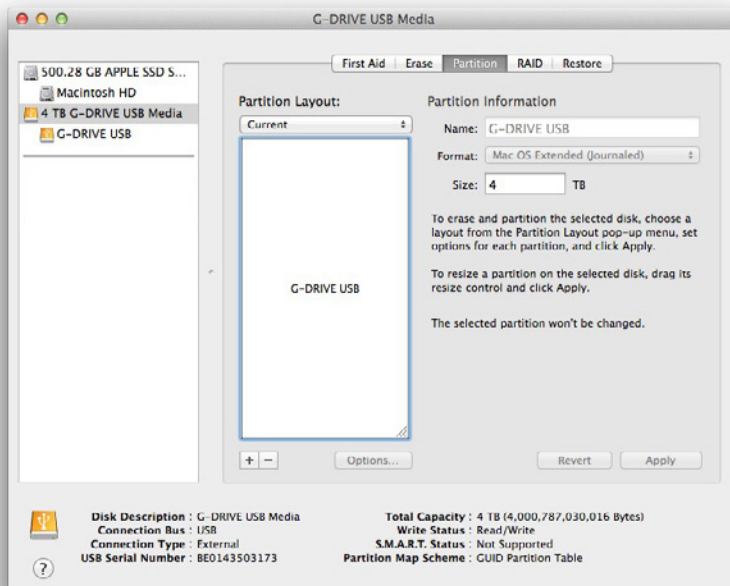 G-DRIVE USB Media
500.28 GB APPLE SSD S...
Macintosh HD
4 TB G-DRIVE USB Media
G-DRIVE USB
First Aid Erase Partition RAID Restore
Partition Layout:
Current
G-DRIVE USB
+ −
Options...
Partition Information
Name: G-DRIVE USB
Format: Mac OS Extended (Journaled)
Size: 4 TB
To erase and partition the selected disk, choose a
layout from the Partition Layout pop-up menu, set
options for each partition, and click Apply.
To resize a partition on the selected disk, drag its
resize control and click Apply.
The selected partition won't be changed.
Revert Apply
Disk Description : G-DRIVE USB Media
Connection Bus : USB
Connection Type : External
USB Serial Number : BE0143503173
Total Capacity : 4 TB (4,000,787,030,016 Bytes)
Write Status : Read/Write
S.M.A.R.T. Status : Not Supported
Partition Map Scheme : GUID Partition Table
?